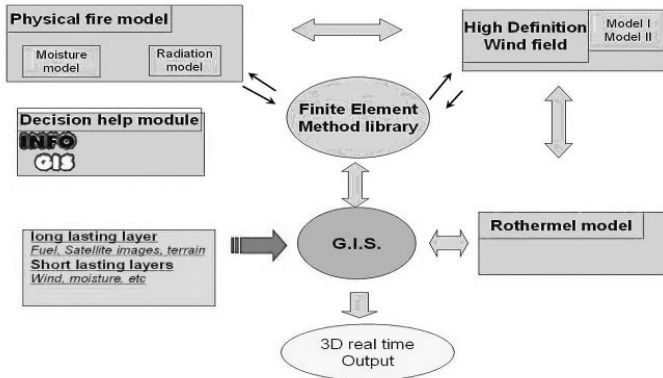 Physical fire model
Moisture
model
Radiation
model
High Definition
Wind field
Model I
Model II
Finite Element
Method library
Decision help module
INFO
GIS
long lasting layer
Fuel, Satellite images, terrain
Short lasting layers
Wind, moisture, etc
G.I.S.
Rothermel model
3D real time
Output